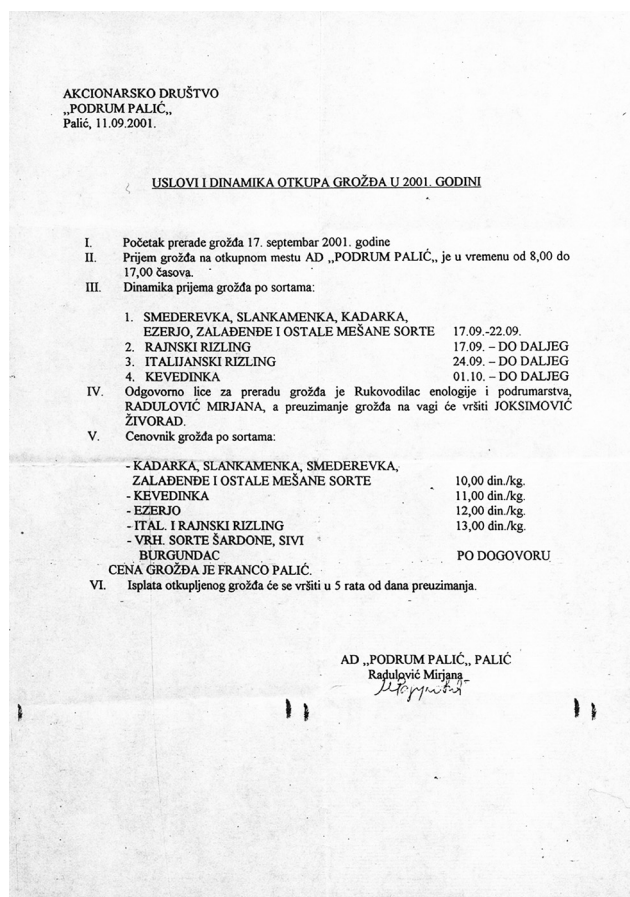 AKCIONARSKO DRUŠTVO
,,PODRUM PALIĆ,,
Palić, 11.09.2001.
USLOVI I DINAMIKA OTKUPA GROŽĐA U 2001. GODINI
I. Početak prerade grožđa 17. septembar 2001. godine
II. Prijem grožđa na otkupnom mestu AD ,,PODRUM PALIĆ,, je u vremenu od 8,00 do
17,00 časova.
III. Dinamika prijema grožđa po sortama:
1. SMEDEREVKA, SLANKAMENKA, KADARKA,
EZERJO, ZALAĐENĐE I OSTALE MEŠANE SORTE 17.09.-22.09.
2. RAJNSKI RIZLING 17.09. – DO DALJEG
3. ITALIJANSKI RIZLING 24.09. – DO DALJEG
4. KEVEDINKA 01.10. – DO DALJEG
IV. Odgovorno lice za preradu grožđa je Rukovodilac enologije i podrumarstva,
RADULOVIĆ MIRJANA, a preuzimanje grožđa na vagi će vršiti JOKSIMOVIĆ
ŽIVORAD.
V. Cenovnik grožđa po sortama:
- KADARKA, SLANKAMENKA, SMEDEREVKA,
ZALAĐENĐE I OSTALE MEŠANE SORTE 10,00 din./kg.
- KEVEDINKA 11,00 din./kg.
- EZERJO 12,00 din./kg.
- ITAL. I RAJNSKI RIZLING 13,00 din./kg.
- VRH. SORTE ŠARDONE, SIVI
BURGUNDAC PO DOGOVORU
CENA GROŽĐA JE FRANCO PALIĆ.
VI. Isplata otkupljenog grožđa će se vršiti u 5 rata od dana preuzimanja.
AD ,,PODRUM PALIĆ,, PALIĆ
Radulović Mirjana